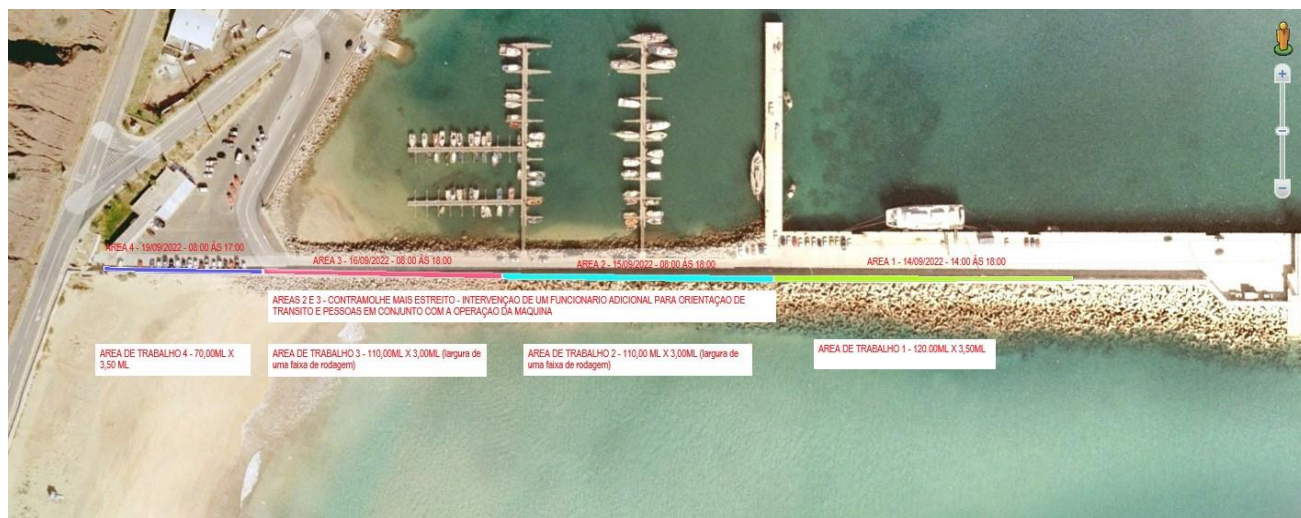 AREA 4 - 19/09/2022 - 08:00 ÁS 17:00
AREA 3 - 16/09/2022 - 08:00 ÁS 18:00
AREA 2 - 15/09/2022 - 08:00 ÁS 18:00
AREA 1 - 14/09/2022 - 14:00 ÁS 18:00
AREAS 2 E 3 - CONTRAMOLHE MAIS ESTREITO - INTERVENÇAO DE UM FUNCIONARIO ADICIONAL PARA ORIENTAÇAO DE
TRANSITO E PESSOAS EM CONJUNTO COM A OPERAÇAO DA MAQUINA
AREA DE TRABALHO 4 - 70,00ML X
3,50 ML
AREA DE TRABALHO 3 - 110,00ML X 3,00ML (largura de
uma faixa de rodagem)
AREA DE TRABALHO 2 - 110,00 ML X 3,00ML (largura de
uma faixa de rodagem)
AREA DE TRABALHO 1 - 120.00ML X 3,50ML